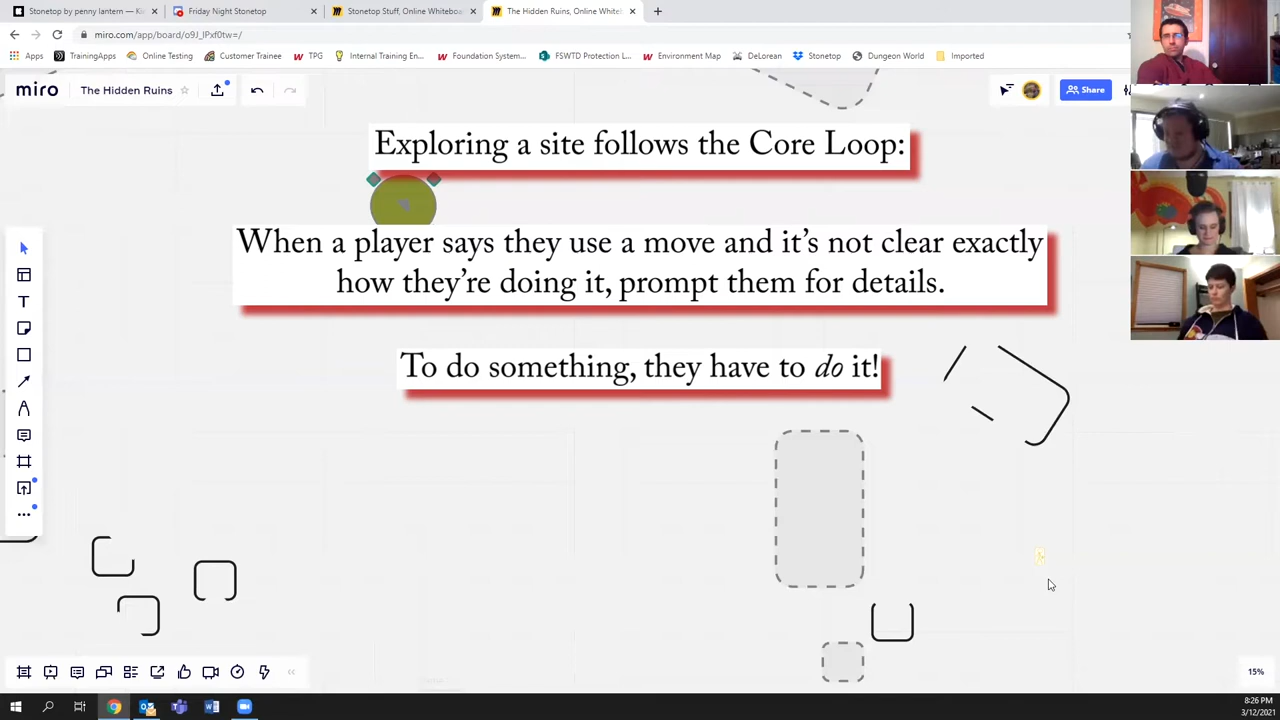 Stonetop by penny lantern — Ki
Friday Night Stonetop
Stonetop Stuff, Online Whitebo
The Hidden Ruins, Online Whiteb
miro.com/app/board/o9J_lPxf0tw=/
Apps
TrainingApps
Online Testing
Customer Trainee
TPG
Internal Training En...
Foundation System...
FSWTD Protection L...
Environment Map
DeLorean
Stonetop
Dungeon World
Imported
miro
The Hidden Ruins
Share
Exploring a site follows the Core Loop:
When a player says they use a move and it’s not clear exactly
how they’re doing it, prompt them for details.
To do something, they have to do it!
15%
8:26 PM
3/12/2021